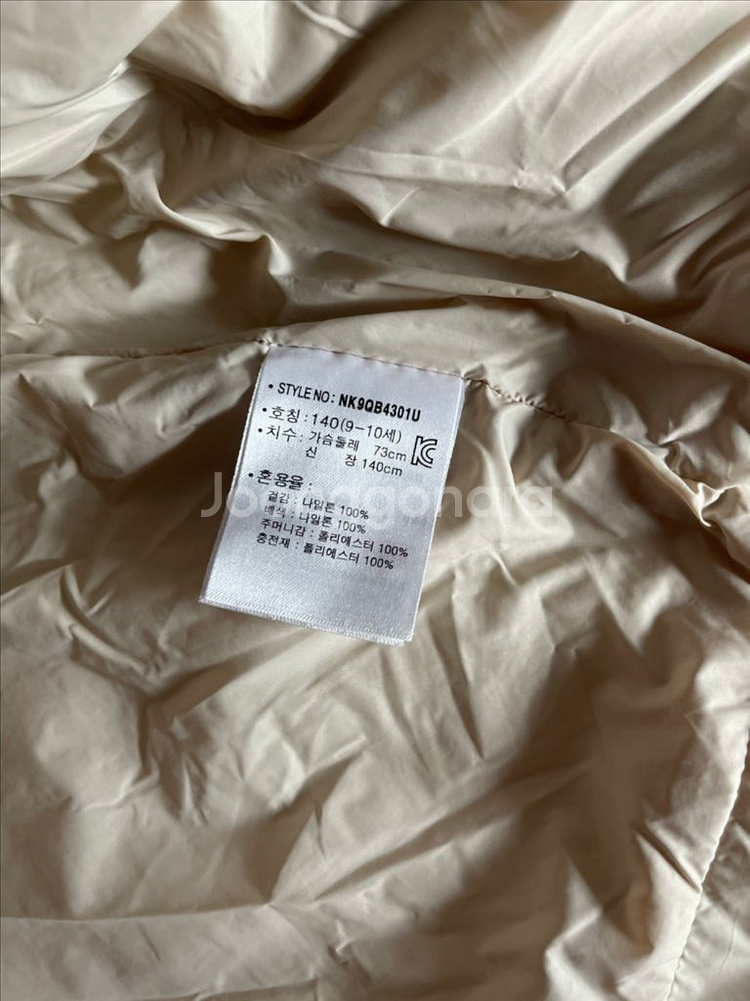 • STYLE NO: NK9QB4301U
• 호칭 : 140(9-10세)
• 치수 : 가슴둘레 73cm
신 장 140cm
• 혼용율 :
겉감 : 나일론 100%
배색 : 나일론 100%
주머니감 : 폴리에스터 100%
충전재 : 폴리에스터 100%
Joonggonara